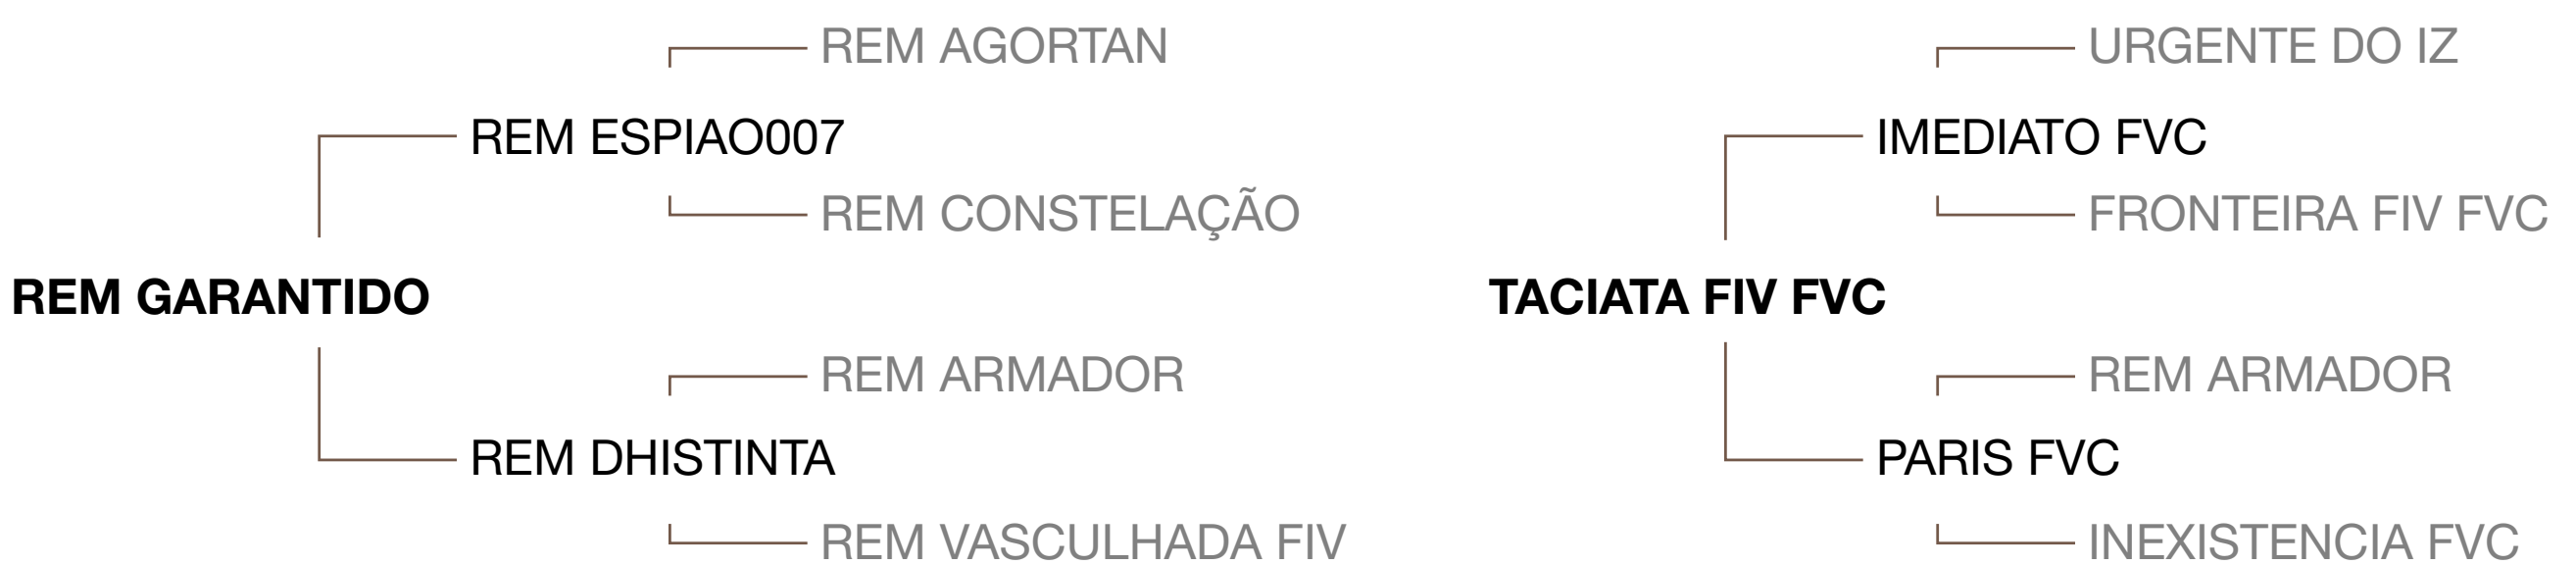 REM AGORTAN
REM ESPIAO007
REM CONSTELAÇÃO
REM GARANTIDO
REM ARMADOR
REM DHISTINTA
REM VASCULHADA FIV
URGENTE DO IZ
IMEDIATO FVC
FRONTEIRA FIV FVC
TACIATA FIV FVC
REM ARMADOR
PARIS FVC
INEXISTENCIA FVC